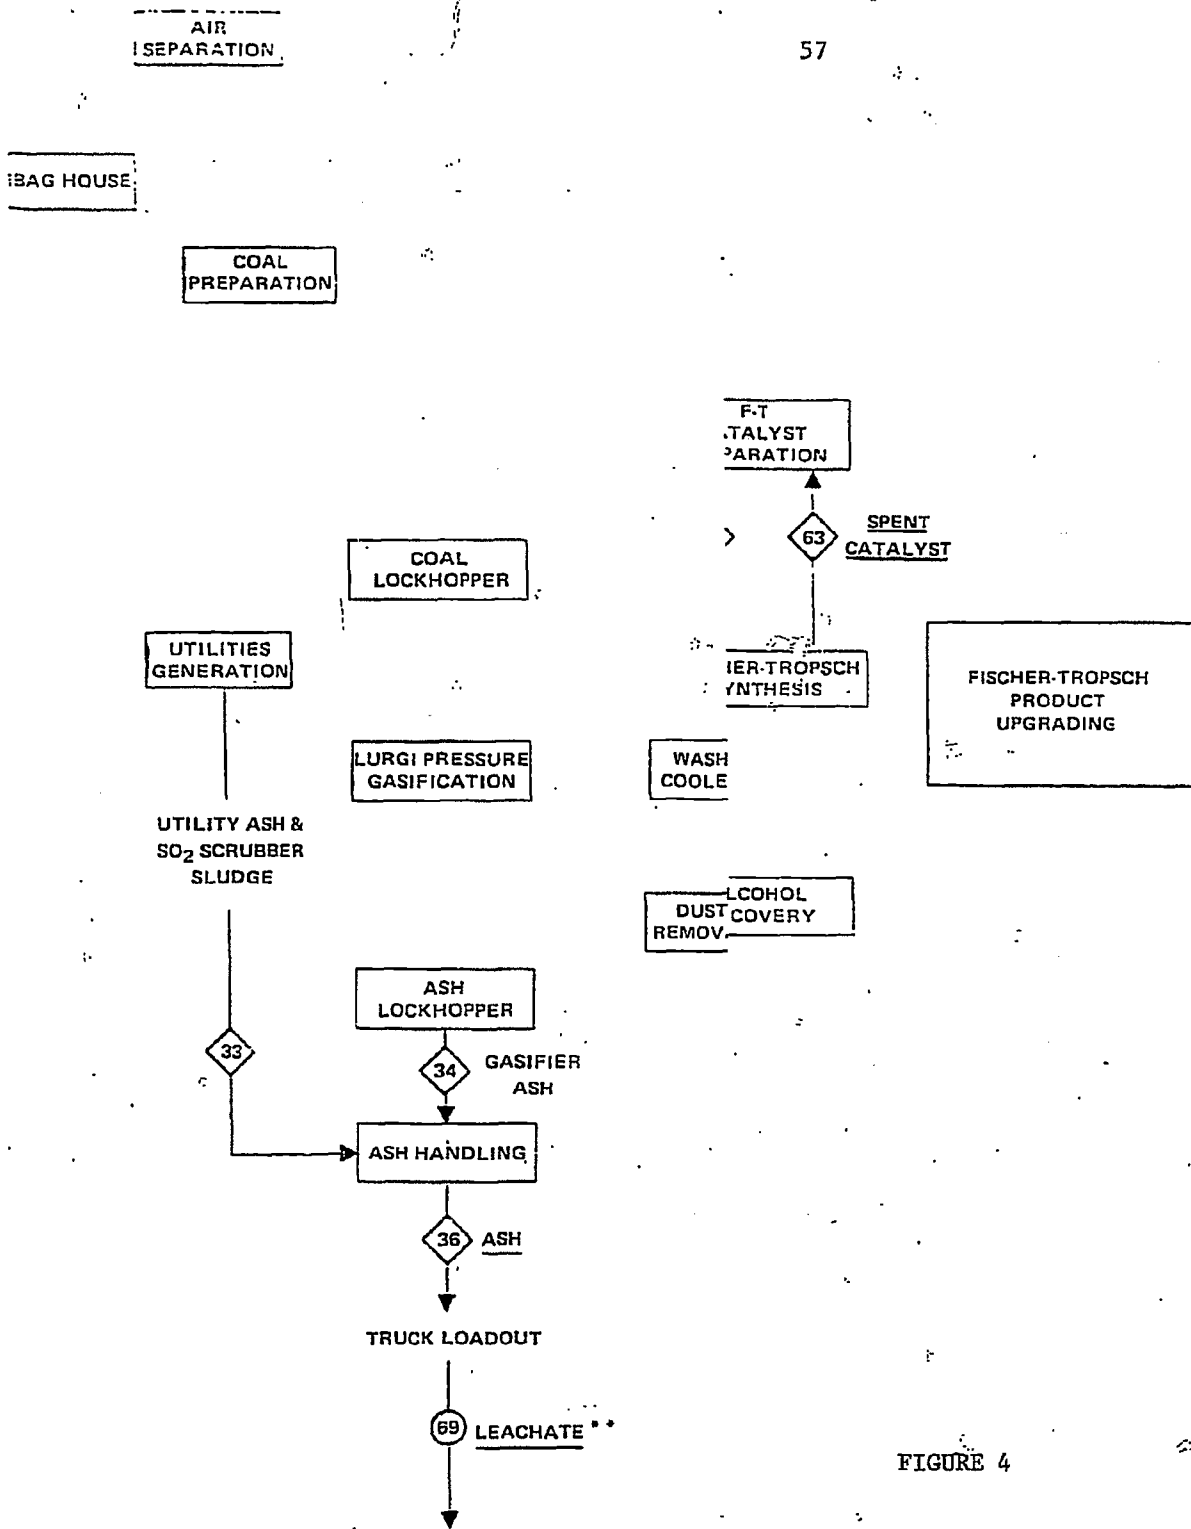 AIR
SEPARATION
57
BAG HOUSE
COAL
PREPARATION
F-T
TALYST
PARATION
63
SPENT
CATALYST
COAL
LOCKHOPPER
UTILITIES
GENERATION
IER-TROPSCH
YNTHESIS
FISCHER-TROPSCH
PRODUCT
UPGRADING
LURGI PRESSURE
GASIFICATION
WASH
COOLE
UTILITY ASH &
SO2 SCRUBBER
SLUDGE
LCOHOL
COVERY
DUST
REMOV
ASH
LOCKHOPPER
33
34
GASIFIER
ASH
ASH HANDLING
36
ASH
TRUCK LOADOUT
69
LEACHATE**
FIGURE 4